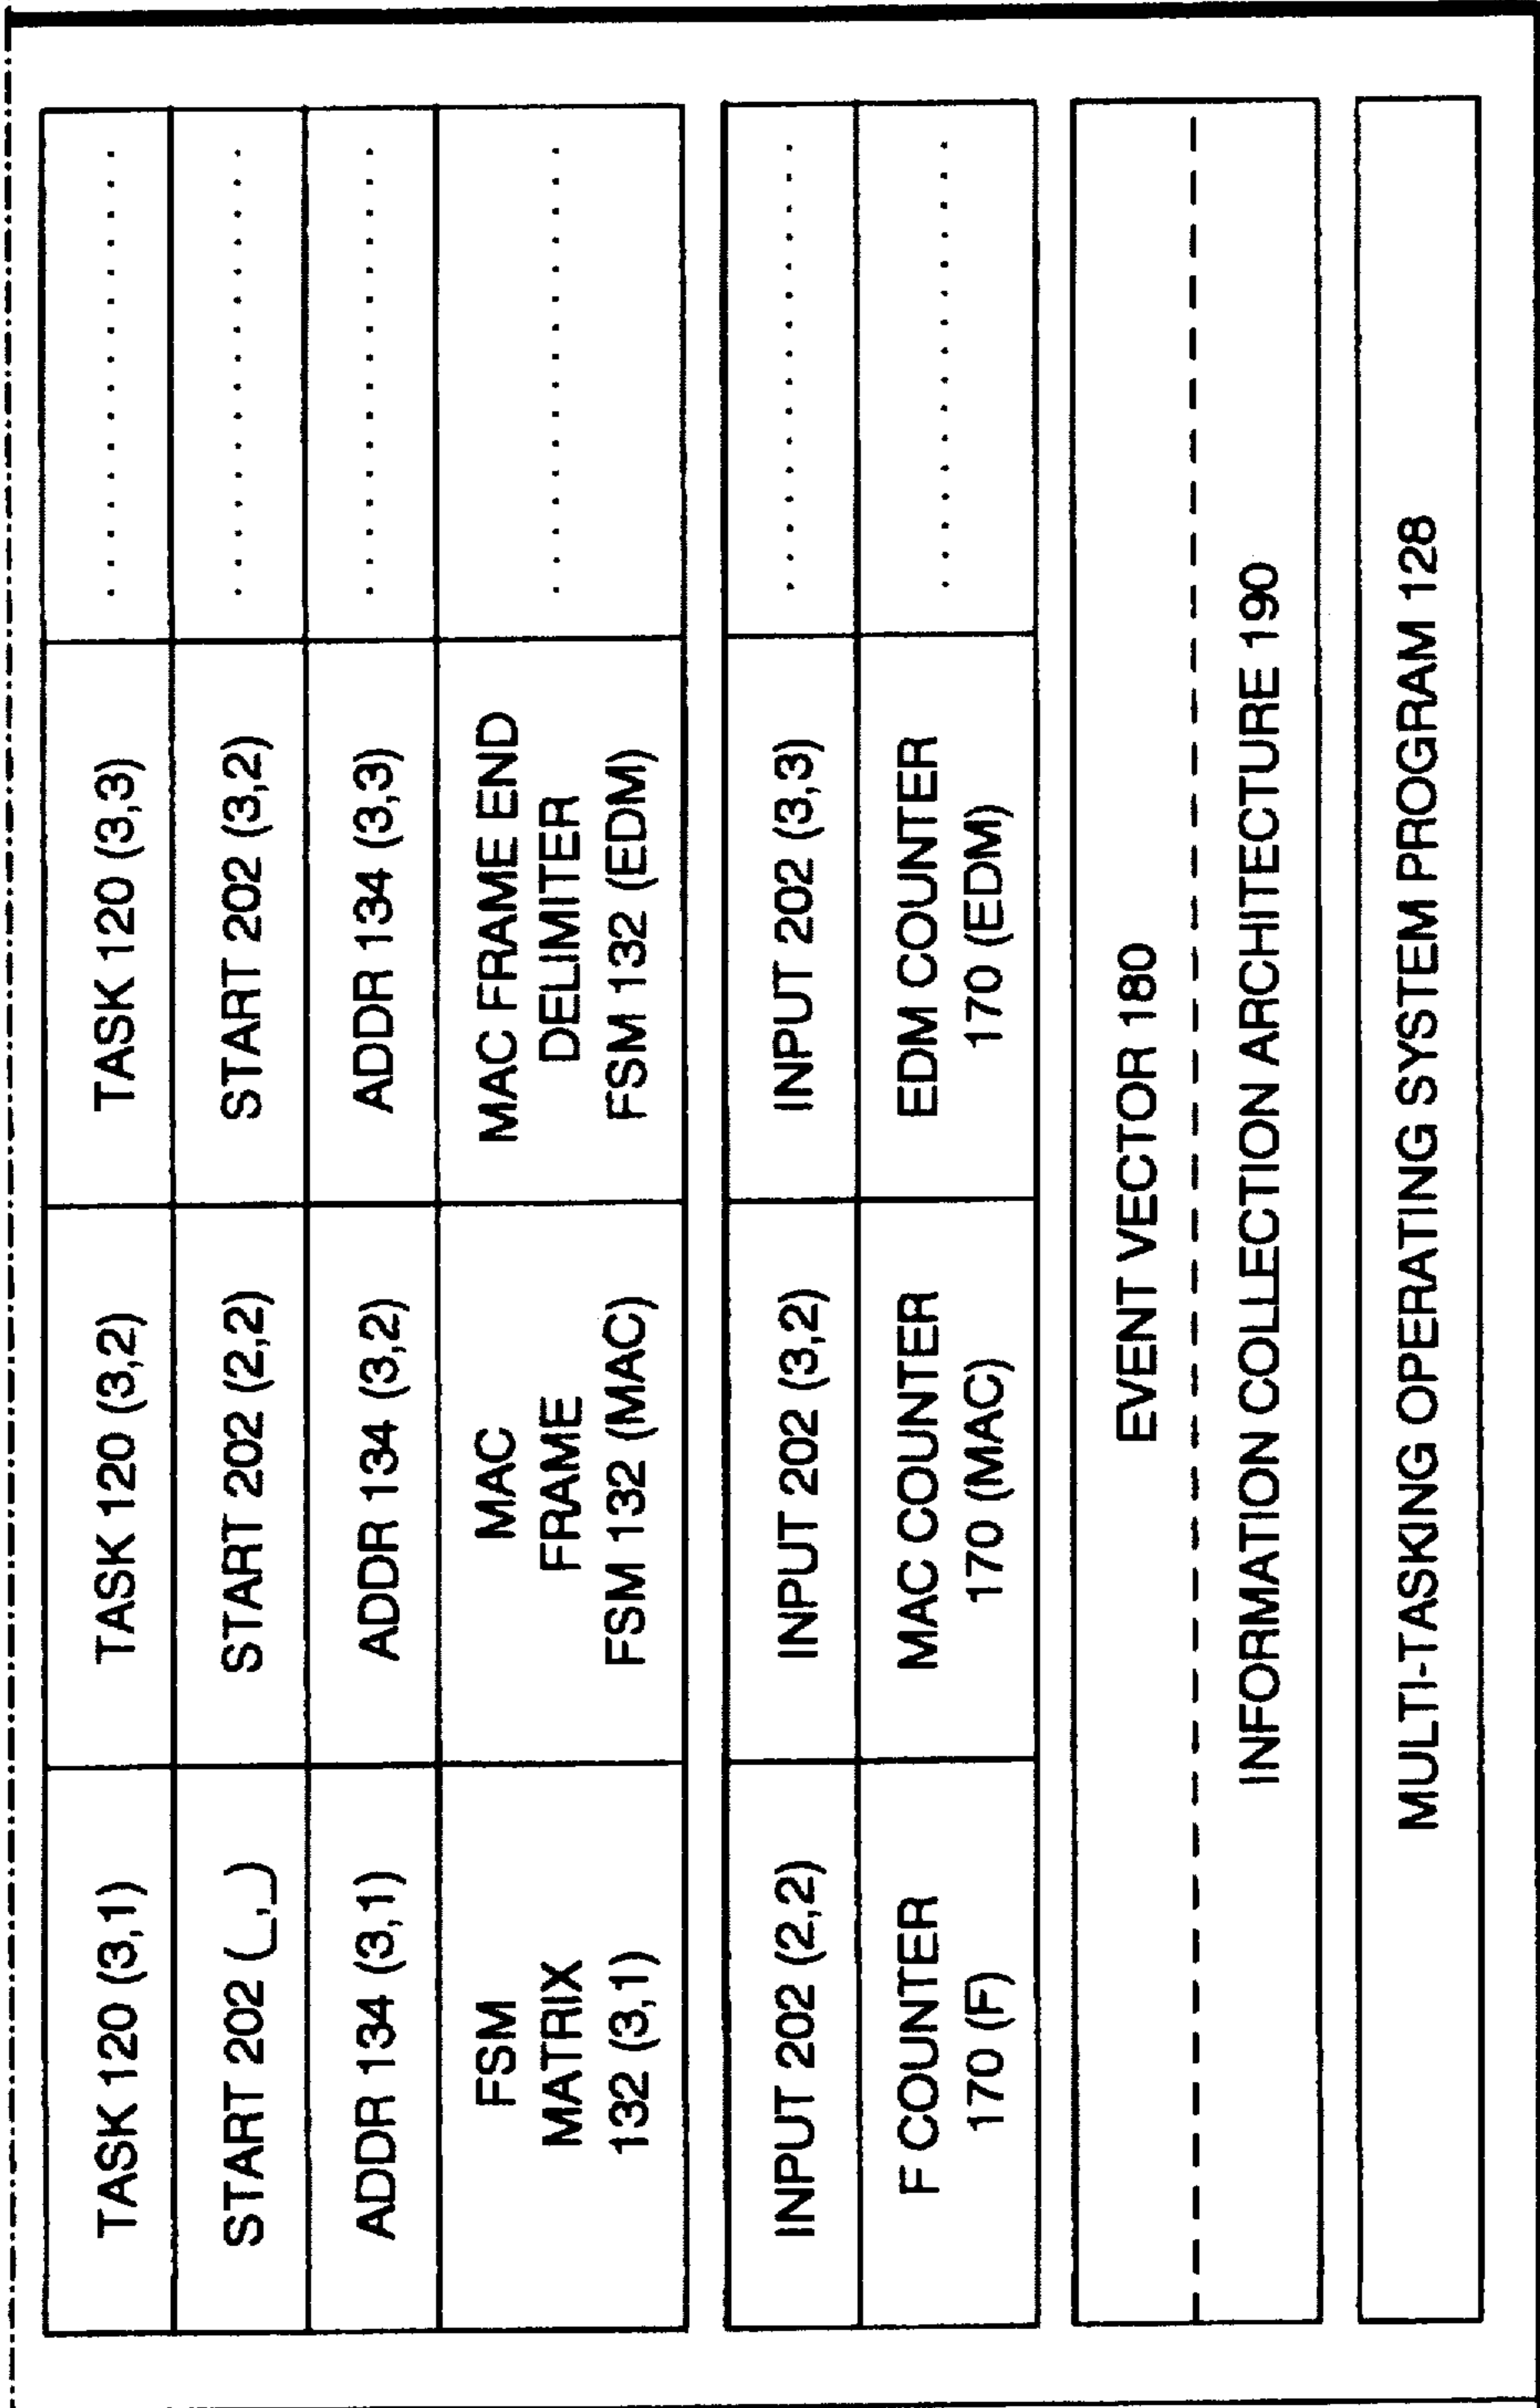 TASK 120 (3,1)
TASK 120 (3,2)
TASK 120 (3,3)
. . . . . . . . . . . . . . . .
START 202 (_,_)
START 202 (2,2)
START 202 (3,2)
. . . . . . . . . . . . . . . .
ADDR 134 (3,1)
ADDR 134 (3,2)
ADDR 134 (3,3)
. . . . . . . . . . . . . . . .
FSM
MATRIX
132 (3,1)
MAC
FRAME
FSM 132 (MAC)
MAC FRAME END
DELIMITER
FSM 132 (EDM)
. . . . . . . . . . . . . . . .
INPUT 202 (2,2)
INPUT 202 (3,2)
INPUT 202 (3,3)
. . . . . . . . . . . . . . . .
F COUNTER
170 (F)
MAC COUNTER
170 (MAC)
EDM COUNTER
170 (EDM)
. . . . . . . . . . . . . . . .
EVENT VECTOR 180
INFORMATION COLLECTION ARCHITECTURE 190
MULTI-TASKING OPERATING SYSTEM PROGRAM 128